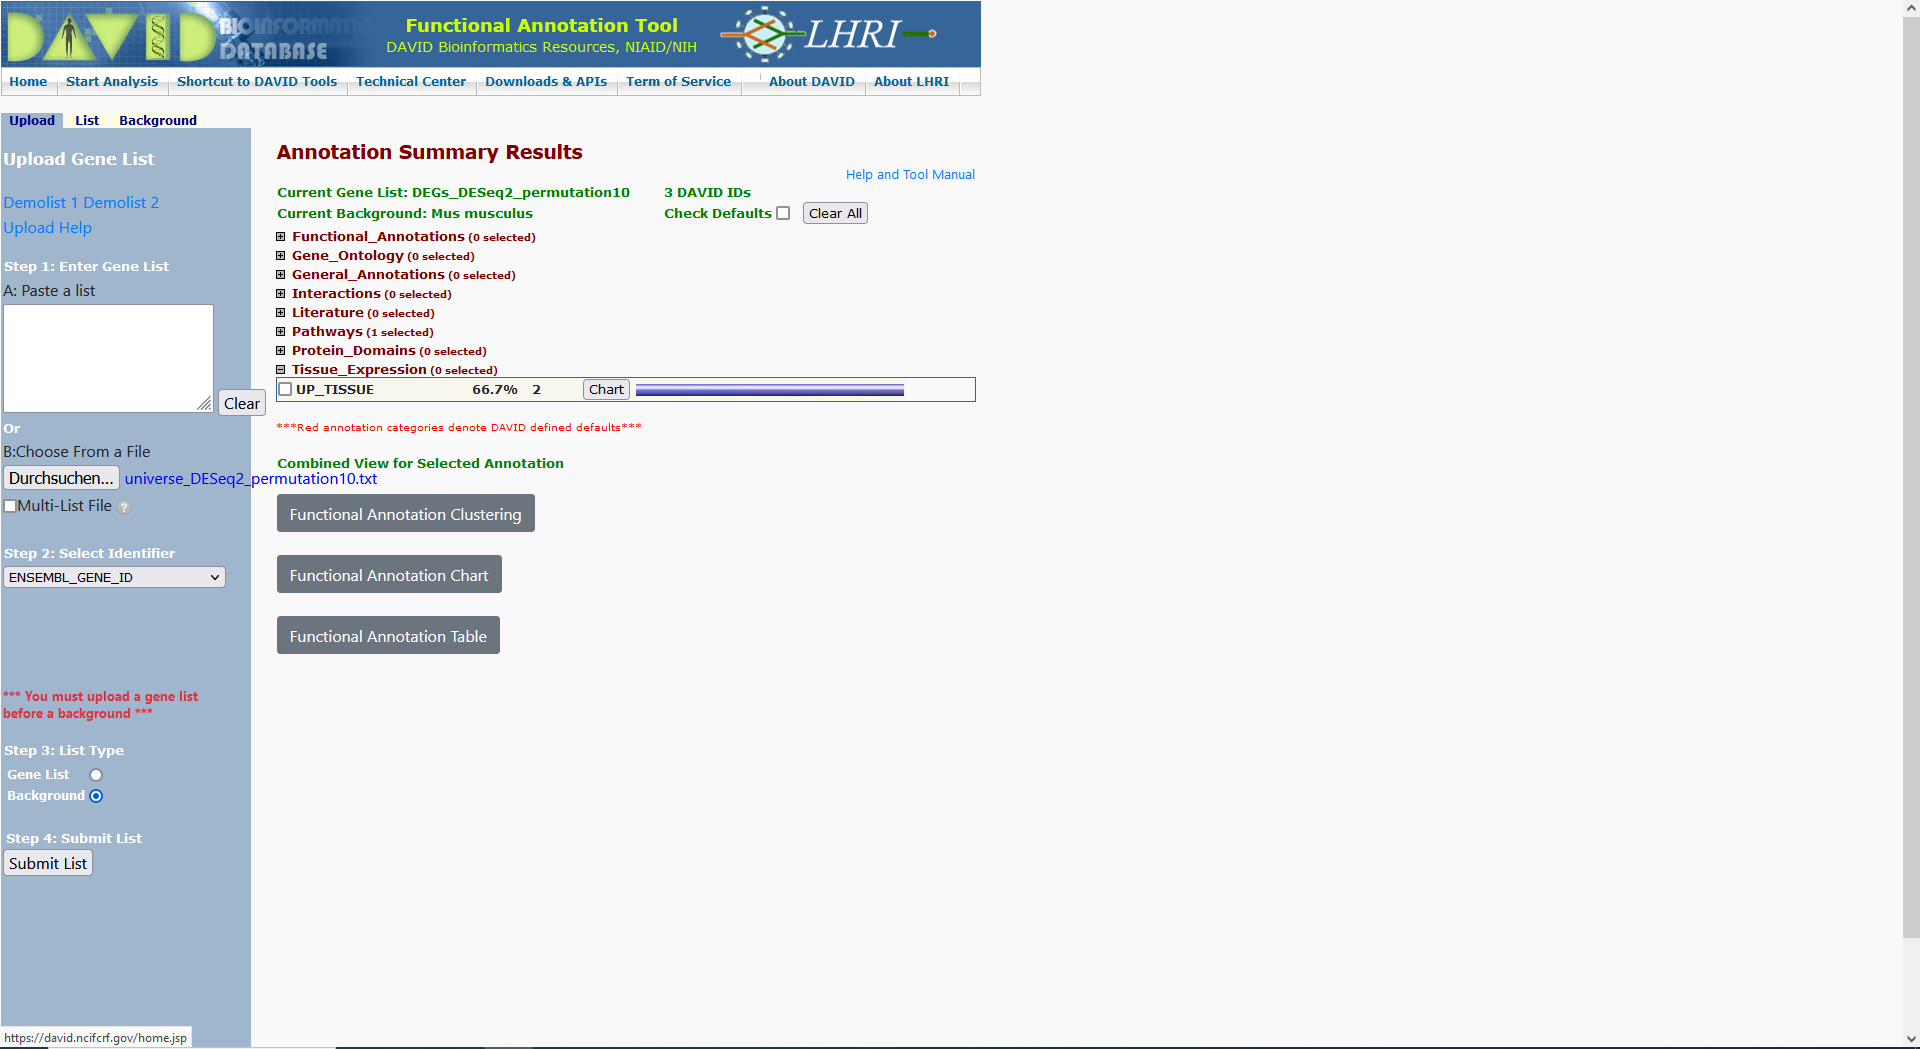 DAVID BIOINFORMATICS DATABASE
Functional Annotation Tool
DAVID Bioinformatics Resources, NIAID/NIH
LHRI
Home Start Analysis Shortcut to DAVID Tools Technical Center Downloads & APIs Term of Service About DAVID About LHRI
Upload List Background
Upload Gene List
Demolist 1 Demolist 2
Upload Help
Step 1: Enter Gene List
A: Paste a list
Clear
Or
B:Choose From a File
Durchsuchen... universe_DESeq2_permutation10.txt
Multi-List File ?
Step 2: Select Identifier
ENSEMBL_GENE_ID
*** You must upload a gene list
before a background ***
Step 3: List Type
Gene List
Background
Step 4: Submit List
Submit List
Annotation Summary Results
Help and Tool Manual
Current Gene List: DEGs_DESeq2_permutation10 3 DAVID IDs
Current Background: Mus musculus Check Defaults Clear All
Functional_Annotations (0 selected)
Gene_Ontology (0 selected)
General_Annotations (0 selected)
Interactions (0 selected)
Literature (0 selected)
Pathways (1 selected)
Protein_Domains (0 selected)
Tissue_Expression (0 selected)
UP_TISSUE 66.7% 2 Chart
***Red annotation categories denote DAVID defined defaults***
Combined View for Selected Annotation
Functional Annotation Clustering
Functional Annotation Chart
Functional Annotation Table
https://david.ncifcrf.gov/home.jsp